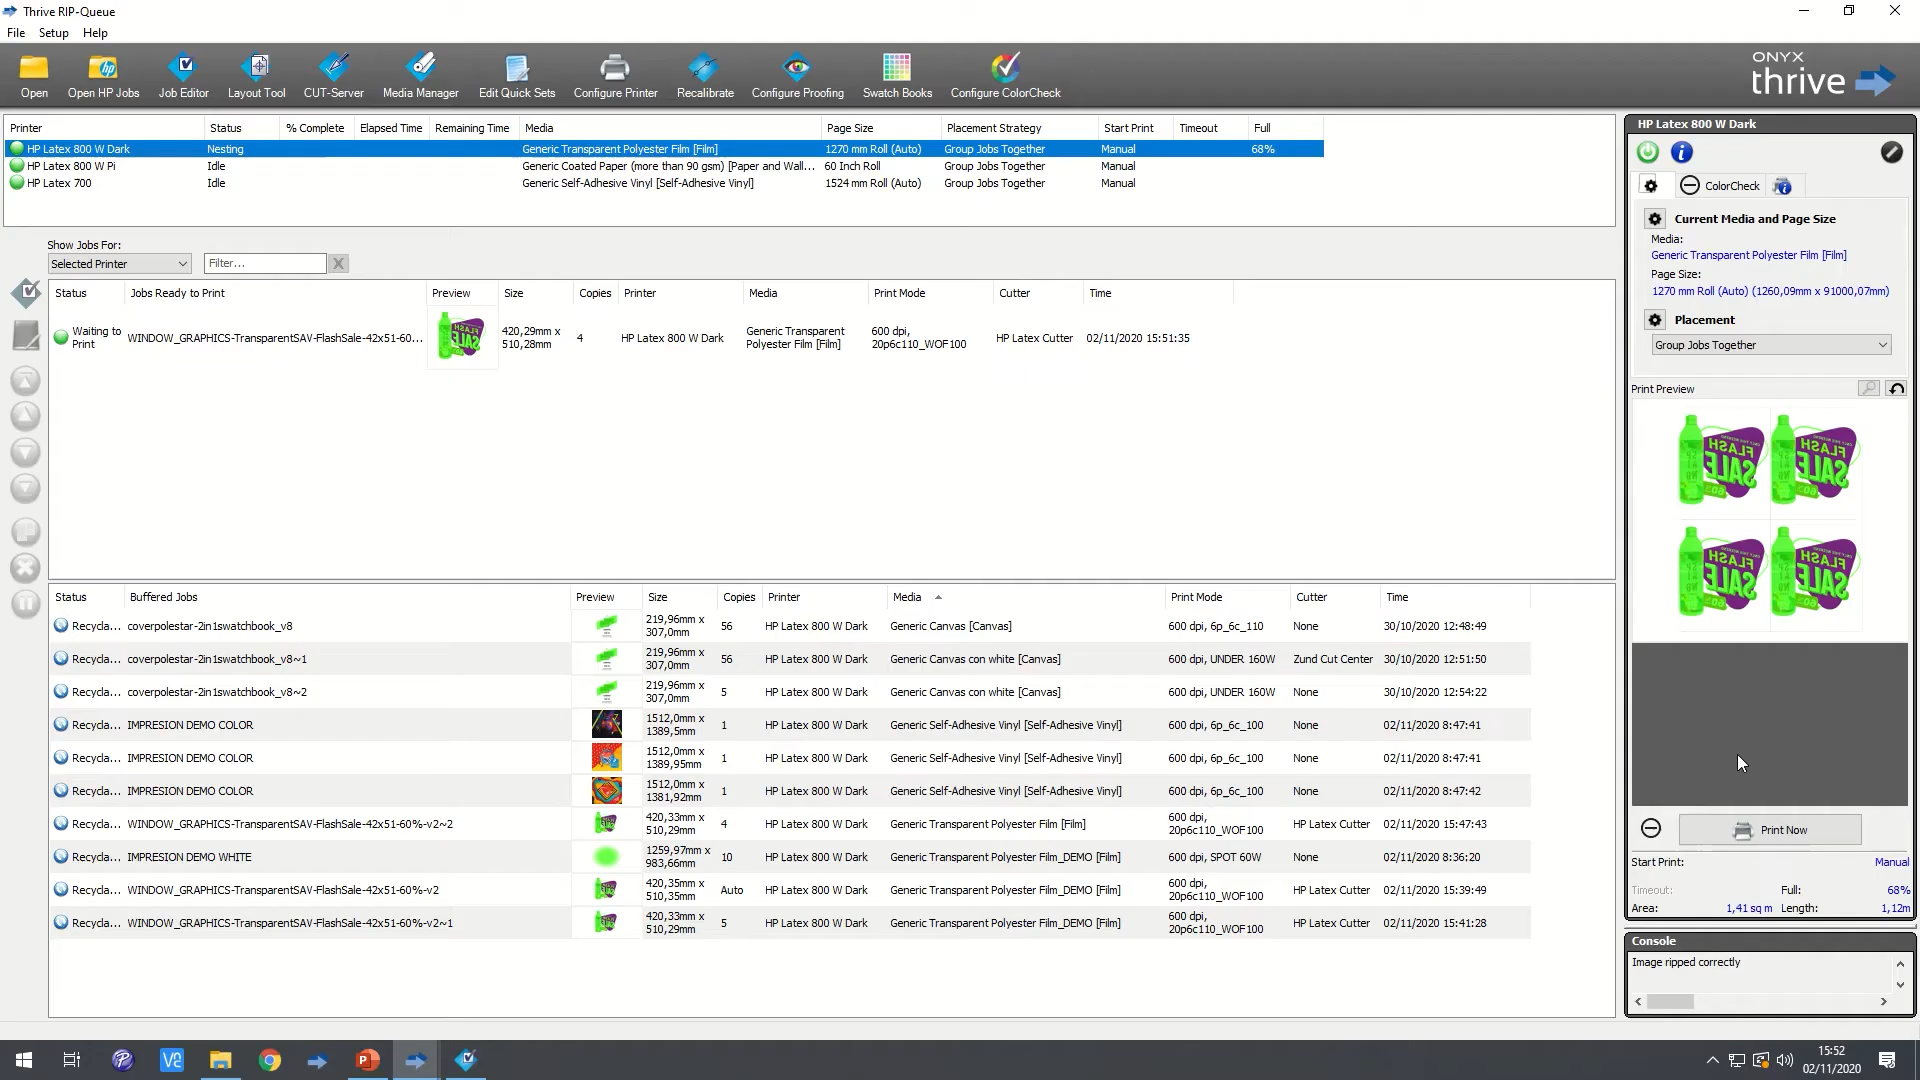 Thrive RIP-Queue
File Setup Help
Open Open HP Jobs Job Editor Layout Tool CUT-Server Media Manager Edit Quick Sets Configure Printer Recalibrate Configure Proofing Swatch Books Configure ColorCheck
ONYX
thrive
Printer Status % Complete Elapsed Time Remaining Time Media Page Size Placement Strategy Start Print Timeout Full
HP Latex 800 W Dark Nesting Generic Transparent Polyester Film [Film] 1270 mm Roll (Auto) Group Jobs Together Manual 68%
HP Latex 800 W Pi Idle Generic Coated Paper (more than 90 gsm) [Paper and Wall... 60 Inch Roll Group Jobs Together Manual
HP Latex 700 Idle Generic Self-Adhesive Vinyl [Self-Adhesive Vinyl] 1524 mm Roll (Auto) Group Jobs Together Manual
Show Jobs For:
Selected Printer Filter... X
Status Jobs Ready to Print Preview Size Copies Printer Media Print Mode Cutter Time
Waiting to Print WINDOW_GRAPHICS-TransparentSAV-FlashSale-42x51-60... 420,29mm x 510,28mm 4 HP Latex 800 W Dark Generic Transparent Polyester Film [Film] 600 dpi, 20p6c110_WOF100 HP Latex Cutter 02/11/2020 15:51:35
Status Buffered Jobs Preview Size Copies Printer Media Print Mode Cutter Time
Recycla... coverpolestar-2in1swatchbook_v8 219,96mm x 307,0mm 56 HP Latex 800 W Dark Generic Canvas [Canvas] 600 dpi, 6p_6c_110 None 30/10/2020 12:48:49
Recycla... coverpolestar-2in1swatchbook_v8~1 219,96mm x 307,0mm 56 HP Latex 800 W Dark Generic Canvas con white [Canvas] 600 dpi, UNDER 160W Zund Cut Center 30/10/2020 12:51:50
Recycla... coverpolestar-2in1swatchbook_v8~2 219,96mm x 307,0mm 5 HP Latex 800 W Dark Generic Canvas con white [Canvas] 600 dpi, UNDER 160W None 30/10/2020 12:54:22
Recycla... IMPRESION DEMO COLOR 1512,0mm x 1389,5mm 1 HP Latex 800 W Dark Generic Self-Adhesive Vinyl [Self-Adhesive Vinyl] 600 dpi, 6p_6c_100 None 02/11/2020 8:47:41
Recycla... IMPRESION DEMO COLOR 1512,0mm x 1389,95mm 1 HP Latex 800 W Dark Generic Self-Adhesive Vinyl [Self-Adhesive Vinyl] 600 dpi, 6p_6c_100 None 02/11/2020 8:47:41
Recycla... IMPRESION DEMO COLOR 1512,0mm x 1381,92mm 1 HP Latex 800 W Dark Generic Self-Adhesive Vinyl [Self-Adhesive Vinyl] 600 dpi, 6p_6c_100 None 02/11/2020 8:47:42
Recycla... WINDOW_GRAPHICS-TransparentSAV-FlashSale-42x51-60%-v2~2 420,33mm x 510,29mm 4 HP Latex 800 W Dark Generic Transparent Polyester Film [Film] 600 dpi, 20p6c110_WOF100 HP Latex Cutter 02/11/2020 15:47:43
Recycla... IMPRESION DEMO WHITE 1259,97mm x 983,66mm 10 HP Latex 800 W Dark Generic Transparent Polyester Film_DEMO [Film] 600 dpi, SPOT 60W None 02/11/2020 8:36:20
Recycla... WINDOW_GRAPHICS-TransparentSAV-FlashSale-42x51-60%-v2 420,35mm x 510,35mm Auto HP Latex 800 W Dark Generic Transparent Polyester Film_DEMO [Film] 600 dpi, 20p6c110_WOF100 HP Latex Cutter 02/11/2020 15:39:49
Recycla... WINDOW_GRAPHICS-TransparentSAV-FlashSale-42x51-60%-v2~1 420,33mm x 510,29mm 5 HP Latex 800 W Dark Generic Transparent Polyester Film_DEMO [Film] 600 dpi, 20p6c110_WOF100 HP Latex Cutter 02/11/2020 15:41:28
HP Latex 800 W Dark
ColorCheck
Current Media and Page Size
Media:
Generic Transparent Polyester Film [Film]
Page Size:
1270 mm Roll (Auto) (1260,09mm x 91000,07mm)
Placement
Group Jobs Together
Print Preview
FLASH SALE FLASH SALE
FLASH SALE FLASH SALE
Print Now
Start Print: Manual
Timeout: Full: 68%
Area: 1,41 sq m Length: 1,12m
Console
Image ripped correctly
15:52
02/11/2020